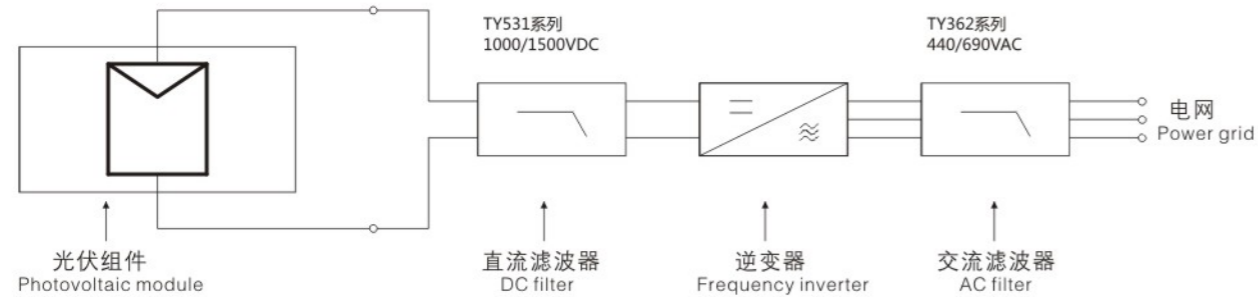 TY531系列
1000/1500VDC
TY362系列
440/690VAC
电网
Power grid
光伏组件
Photovoltaic module
直流滤波器
DC filter
逆变器
Frequency inverter
交流滤波器
AC filter